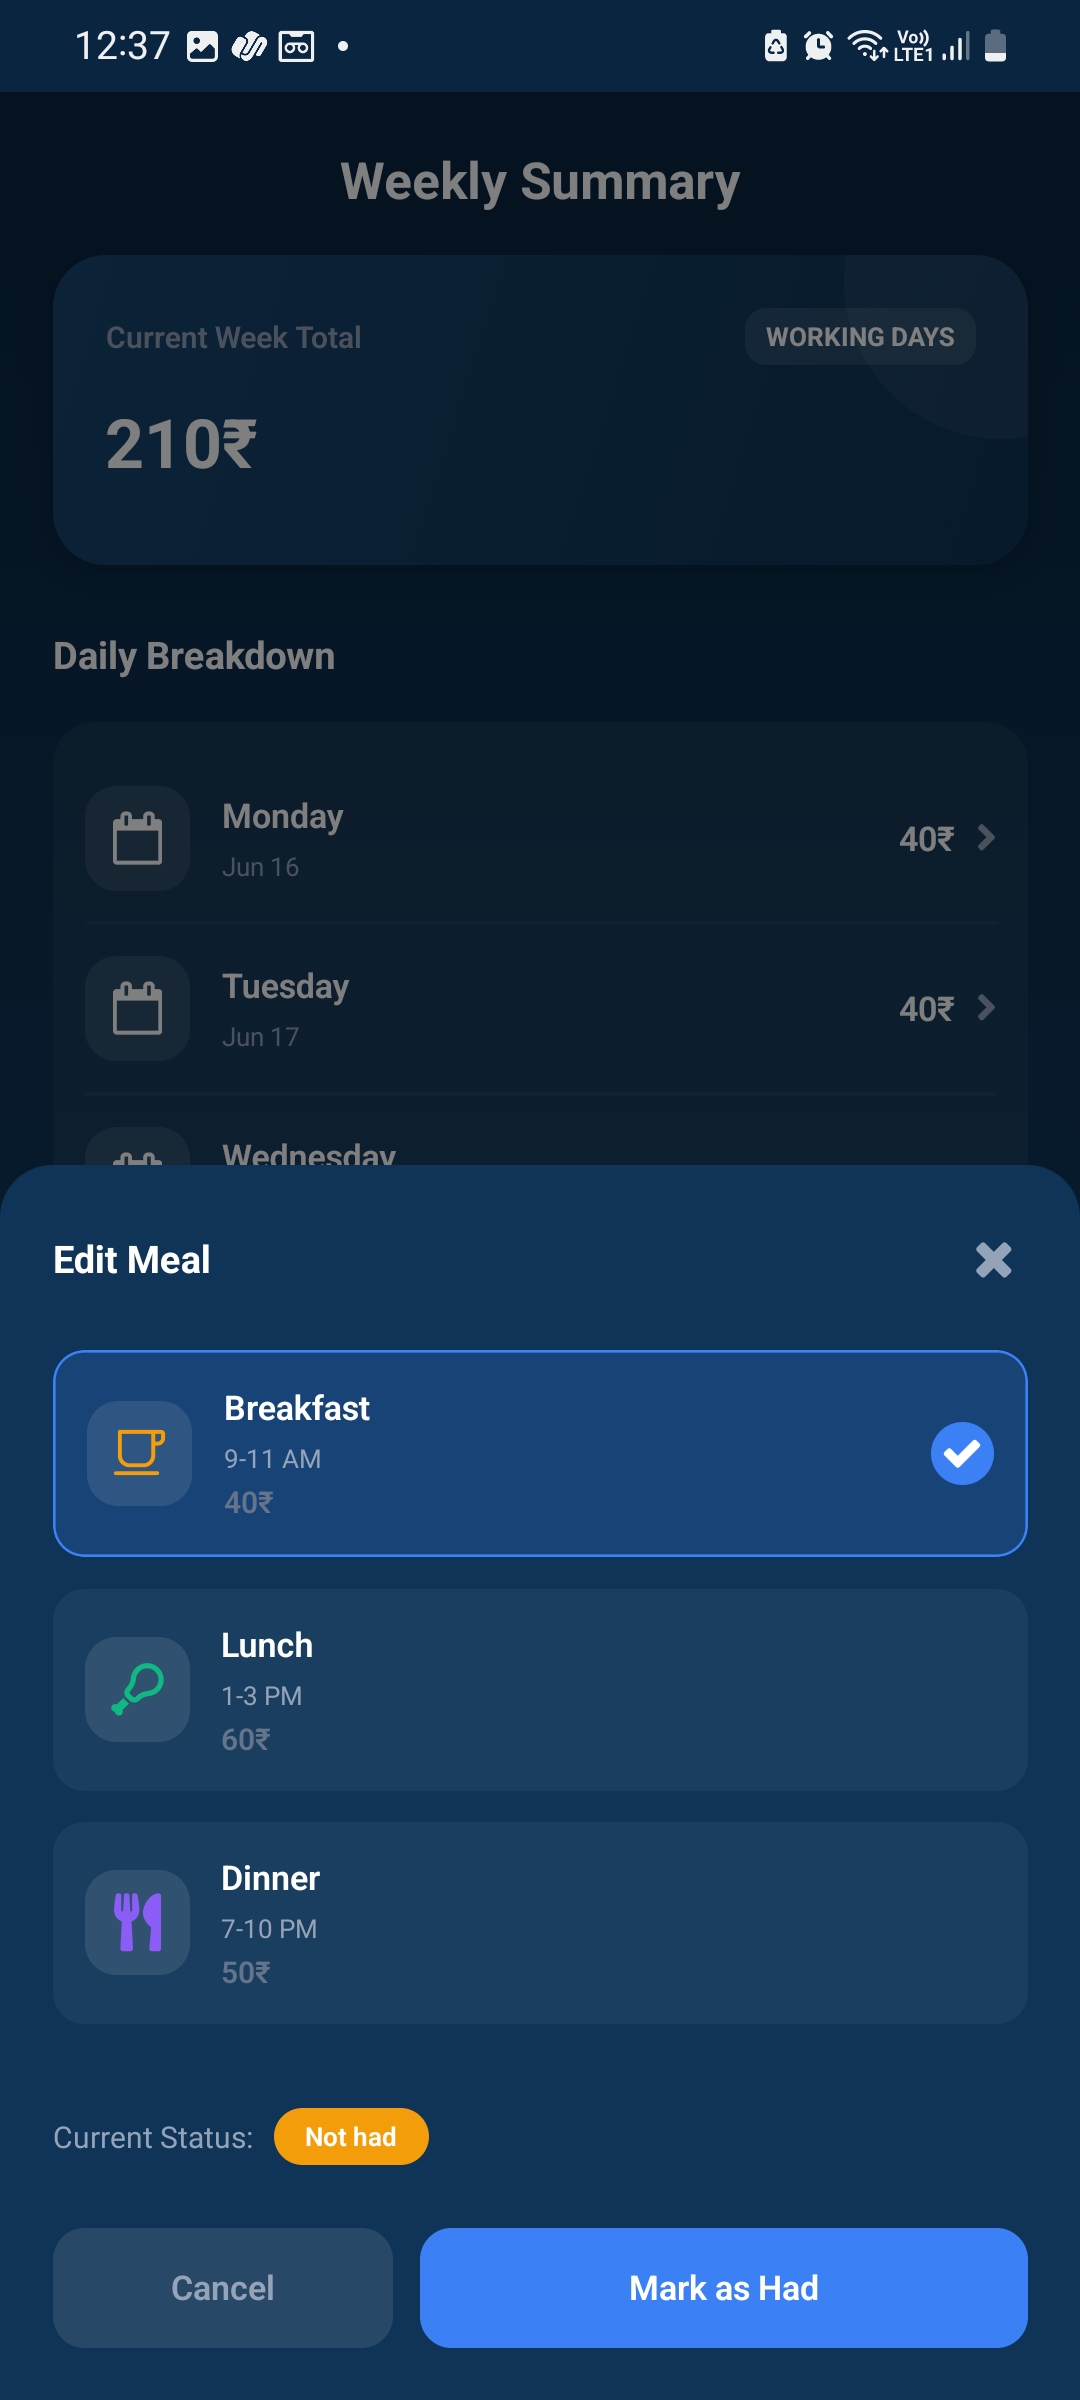 12:37
Vo))
LTE1
Weekly Summary
Current Week Total
WORKING DAYS
210₹
Daily Breakdown
Monday
Jun 16
40₹
Tuesday
Jun 17
40₹
Wednesday
Edit Meal
Breakfast
9-11 AM
40₹
Lunch
1-3 PM
60₹
Dinner
7-10 PM
50₹
Current Status: Not had
Cancel
Mark as Had